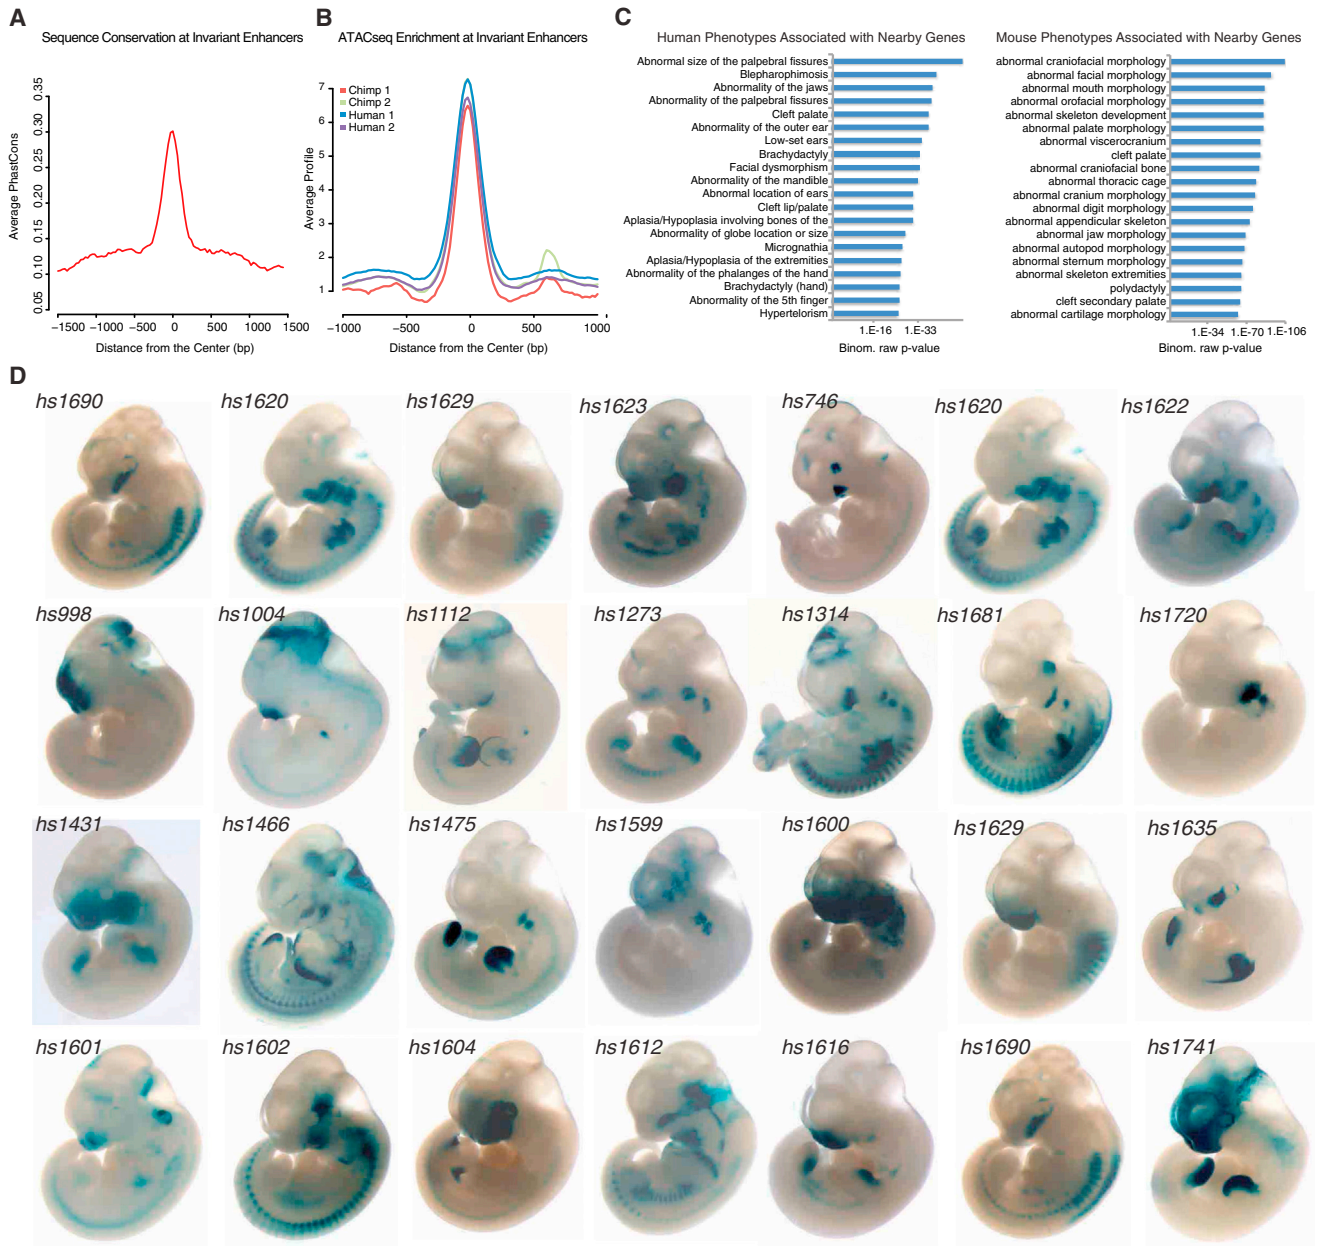 A
Sequence Conservation at Invariant Enhancers
Average PhastCons
0.35
0.30
0.25
0.20
0.15
0.10
0.05
−1500 −1000 −500 0 500 1000 1500
Distance from the Center (bp)
B
ATACseq Enrichment at Invariant Enhancers
Average Profile
7
6
5
4
3
2
1
Chimp 1
Chimp 2
Human 1
Human 2
−1000 −500 0 500 1000
Distance from the Center (bp)
C
Human Phenotypes Associated with Nearby Genes
Abnormal size of the palpebral fissures
Blepharophimosis
Abnormality of the jaws
Abnormality of the palpebral fissures
Cleft palate
Abnormality of the outer ear
Low-set ears
Brachydactyly
Facial dysmorphism
Abnormality of the mandible
Abnormal location of ears
Cleft lip/palate
Aplasia/Hypoplasia involving bones of the
Abnormality of globe location or size
Micrognathia
Aplasia/Hypoplasia of the extremities
Abnormality of the phalanges of the hand
Brachydactyly (hand)
Abnormality of the 5th finger
Hypertelorism
1.E-16 1.E-33
Binom. raw p-value
Mouse Phenotypes Associated with Nearby Genes
abnormal craniofacial morphology
abnormal facial morphology
abnormal mouth morphology
abnormal orofacial morphology
abnormal skeleton development
abnormal palate morphology
abnormal viscerocranium
cleft palate
abnormal craniofacial bone
abnormal thoracic cage
abnormal cranium morphology
abnormal digit morphology
abnormal appendicular skeleton
abnormal jaw morphology
abnormal autopod morphology
abnormal sternum morphology
abnormal skeleton extremities
polydactyly
cleft secondary palate
abnormal cartilage morphology
1.E-34 1.E-70 1.E-106
Binom. raw p-value
D
hs1690 hs1620 hs1629 hs1623 hs746 hs1620 hs1622
hs998 hs1004 hs1112 hs1273 hs1314 hs1681 hs1720
hs1431 hs1466 hs1475 hs1599 hs1600 hs1629 hs1635
hs1601 hs1602 hs1604 hs1612 hs1616 hs1690 hs1741